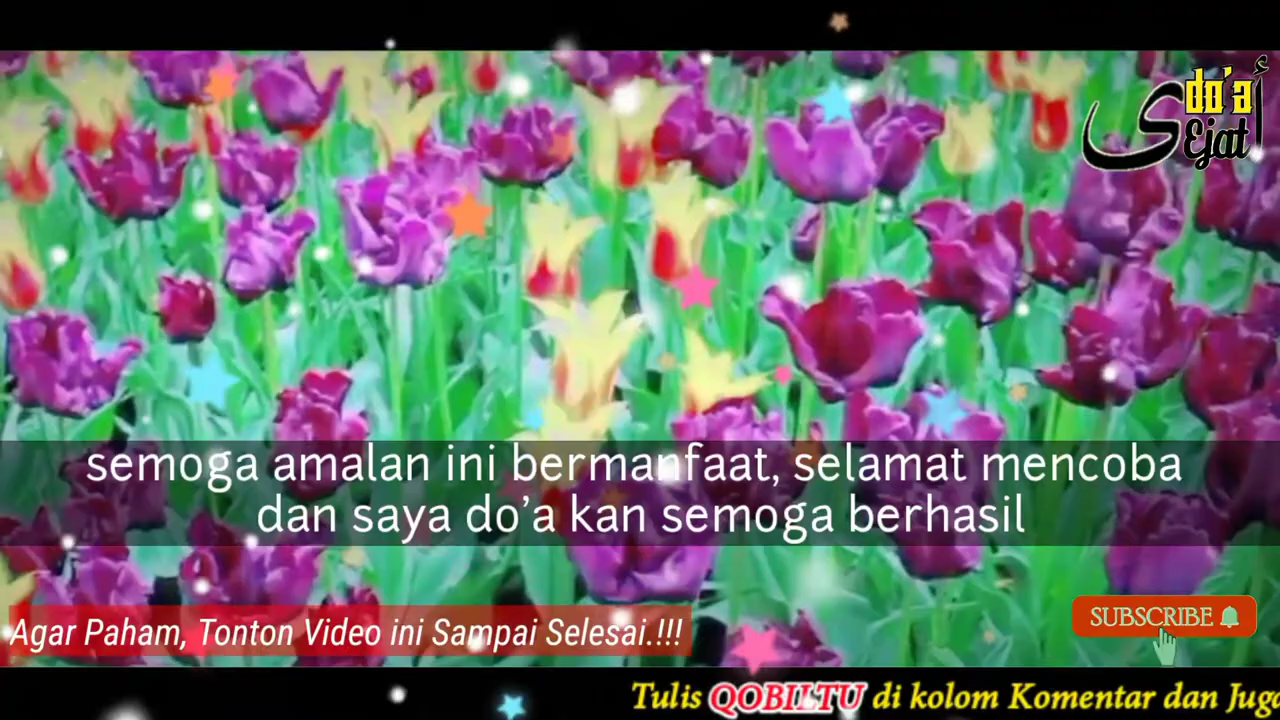 do'a
Ejat
semoga amalan ini bermanfaat, selamat mencoba
dan saya do’a kan semoga berhasil
Agar Paham, Tonton Video ini Sampai Selesai.!!!
SUBSCRIBE
Tulis QOBILTU di kolom Komentar dan Juga